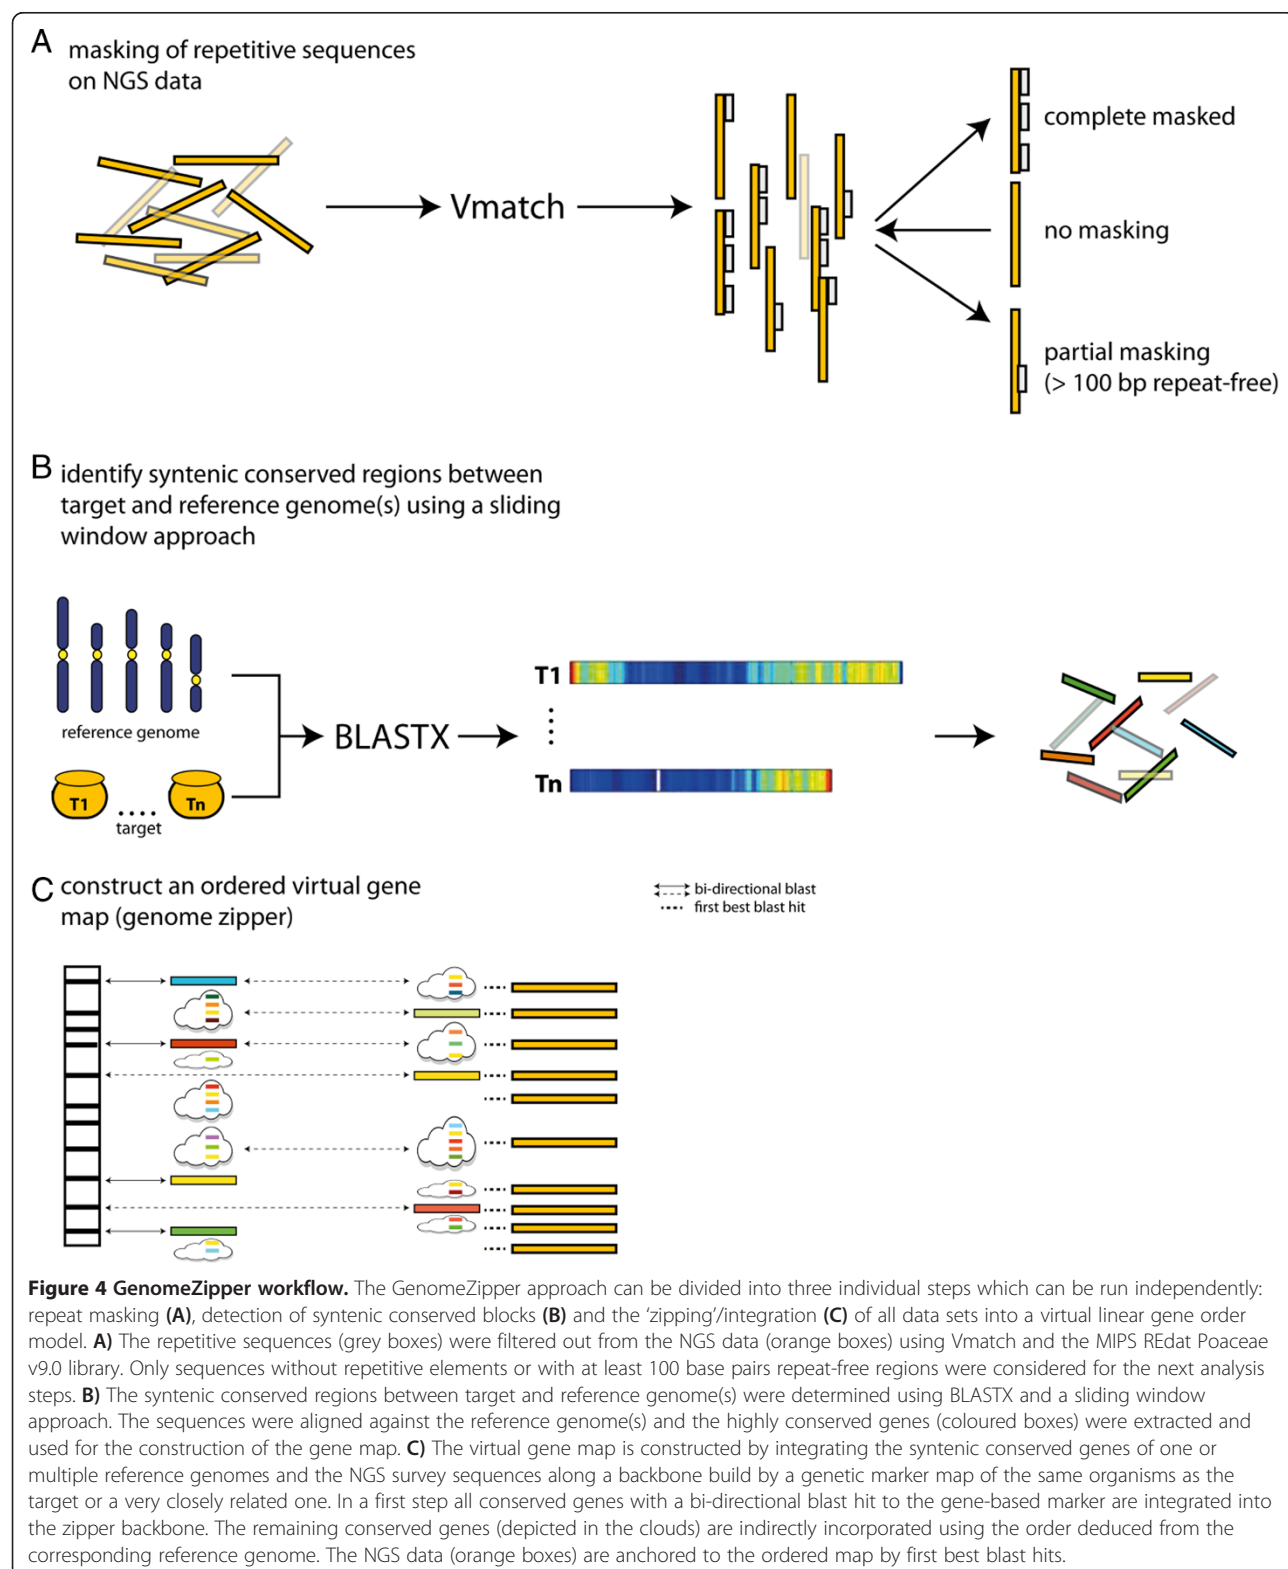 A masking of repetitive sequences
on NGS data
Vmatch
complete masked
no masking
partial masking
(> 100 bp repeat-free)
B identify syntenic conserved regions between
target and reference genome(s) using a sliding
window approach
reference genome
T1 .... Tn
target
BLASTX
T1
Tn
C construct an ordered virtual gene
map (genome zipper)
bi-directional blast
first best blast hit
Figure 4 GenomeZipper workflow. The GenomeZipper approach can be divided into three individual steps which can be run independently:
repeat masking (A), detection of syntenic conserved blocks (B) and the ‘zipping’/integration (C) of all data sets into a virtual linear gene order
model. A) The repetitive sequences (grey boxes) were filtered out from the NGS data (orange boxes) using Vmatch and the MIPS REdat Poaceae
v9.0 library. Only sequences without repetitive elements or with at least 100 base pairs repeat-free regions were considered for the next analysis
steps. B) The syntenic conserved regions between target and reference genome(s) were determined using BLASTX and a sliding window
approach. The sequences were aligned against the reference genome(s) and the highly conserved genes (coloured boxes) were extracted and
used for the construction of the gene map. C) The virtual gene map is constructed by integrating the syntenic conserved genes of one or
multiple reference genomes and the NGS survey sequences along a backbone build by a genetic marker map of the same organisms as the
target or a very closely related one. In a first step all conserved genes with a bi-directional blast hit to the gene-based marker are integrated into
the zipper backbone. The remaining conserved genes (depicted in the clouds) are indirectly incorporated using the order deduced from the
corresponding reference genome. The NGS data (orange boxes) are anchored to the ordered map by first best blast hits.